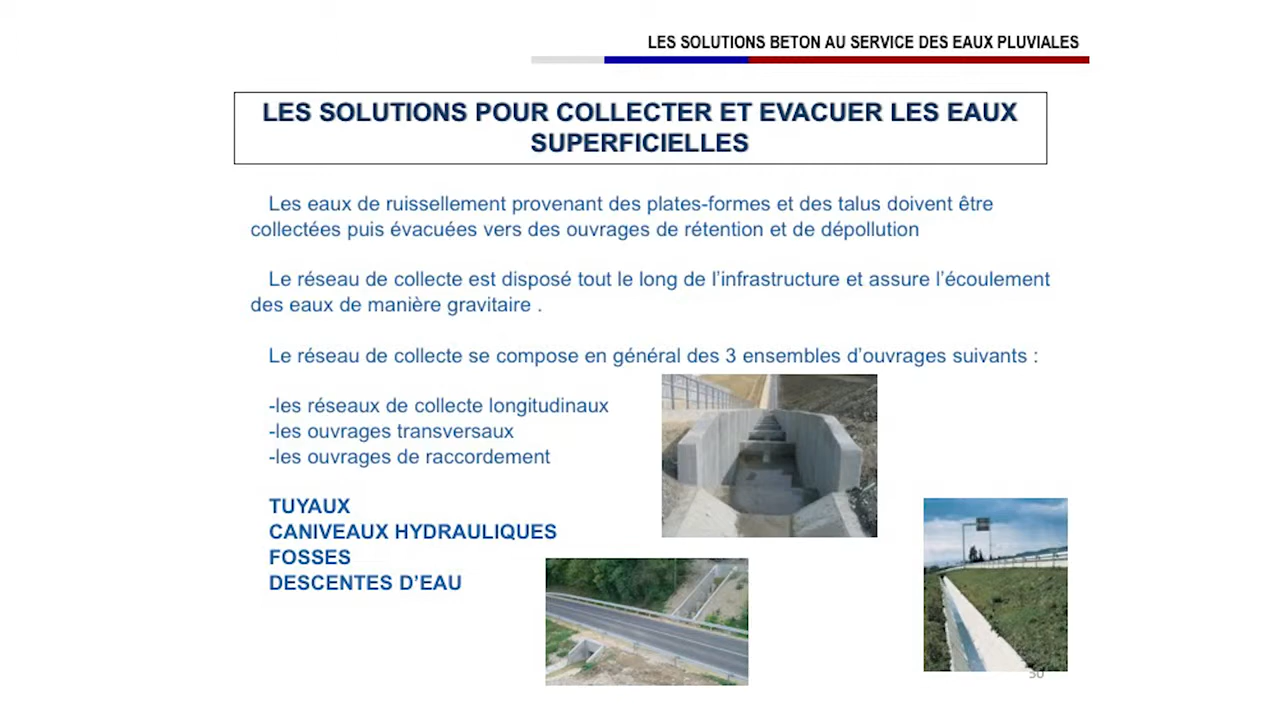 LES SOLUTIONS BETON AU SERVICE DES EAUX PLUVIALES
LES SOLUTIONS POUR COLLECTER ET EVACUER LES EAUX
SUPERFICIELLES
Les eaux de ruissellement provenant des plates-formes et des talus doivent être
collectées puis évacuées vers des ouvrages de rétention et de dépollution
Le réseau de collecte est disposé tout le long de l’infrastructure et assure l’écoulement
des eaux de manière gravitaire .
Le réseau de collecte se compose en général des 3 ensembles d’ouvrages suivants :
-les réseaux de collecte longitudinaux
-les ouvrages transversaux
-les ouvrages de raccordement
TUYAUX
CANIVEAUX HYDRAULIQUES
FOSSES
DESCENTES D’EAU
30